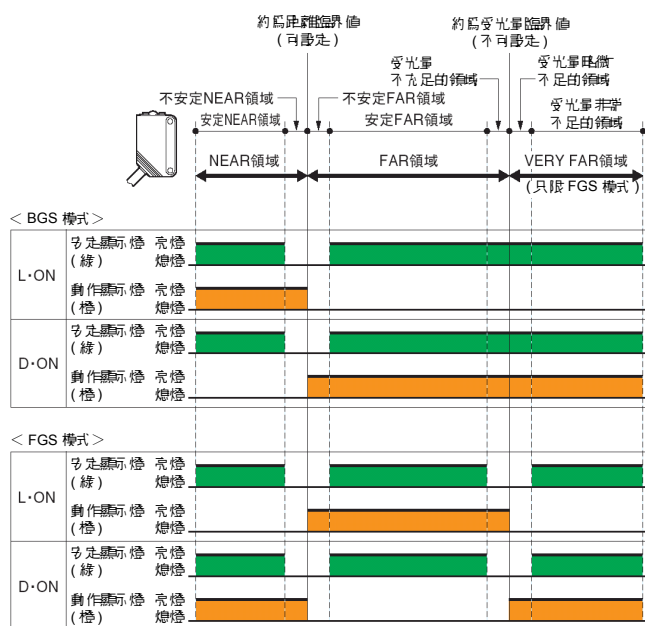 約爲距離臨界值
(可設定)
約爲受光量臨界值
(不可設定)
受光量
不充足的領域
受光量略微
不足的領域
不安定NEAR領域
不安定FAR領域
安定NEAR領域
安定FAR領域
受光量非常
不足的領域
NEAR領域
FAR領域
VERY FAR領域
(只限 FGS 模式)
＜ BGS 模式＞
L・ON
安定顯示燈 亮燈
(綠) 熄燈
動作顯示燈 亮燈
(橙) 熄燈
D・ON
安定顯示燈 亮燈
(綠) 熄燈
動作顯示燈 亮燈
(橙) 熄燈
＜ FGS 模式＞
L・ON
安定顯示燈 亮燈
(綠) 熄燈
動作顯示燈 亮燈
(橙) 熄燈
D・ON
安定顯示燈 亮燈
(綠) 熄燈
動作顯示燈 亮燈
(橙) 熄燈